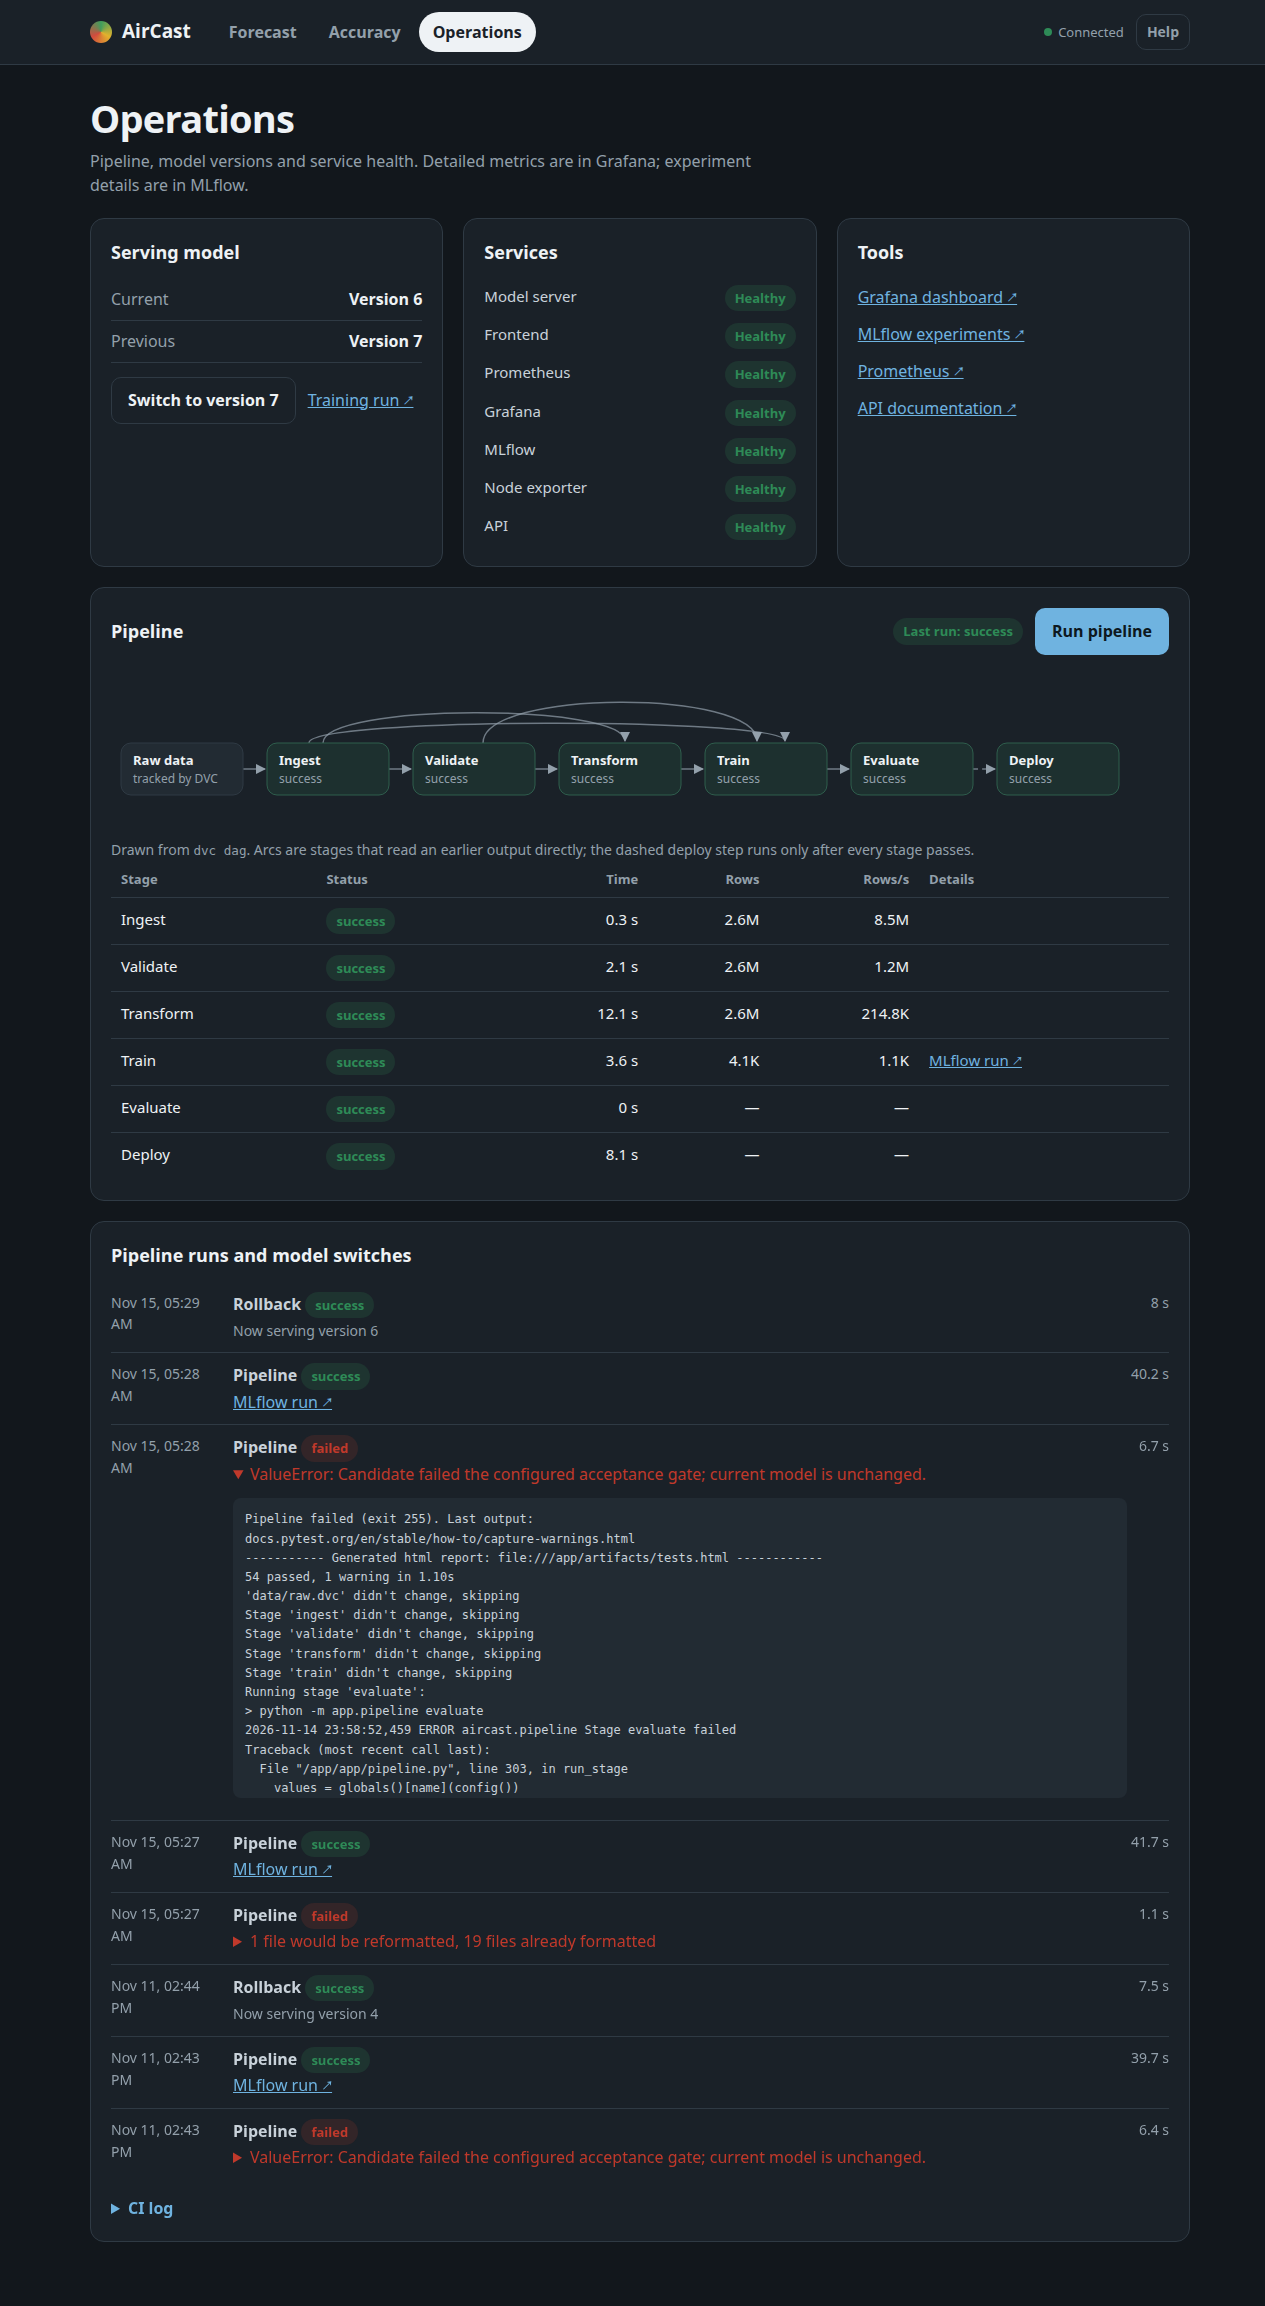 AirCast
Forecast
Accuracy
Operations
Connected
Help
Operations
Pipeline, model versions and service health. Detailed metrics are in Grafana; experiment
details are in MLflow.
Serving model
Current Version 6
Previous Version 7
Switch to version 7 Training run ↗
Services
Model server Healthy
Frontend Healthy
Prometheus Healthy
Grafana Healthy
MLflow Healthy
Node exporter Healthy
API Healthy
Tools
Grafana dashboard ↗
MLflow experiments ↗
Prometheus ↗
API documentation ↗
Pipeline
Last run: success
Run pipeline
Raw data
tracked by DVC
Ingest
success
Validate
success
Transform
success
Train
success
Evaluate
success
Deploy
success
Drawn from dvc dag. Arcs are stages that read an earlier output directly; the dashed deploy step runs only after every stage passes.
Stage Status Time Rows Rows/s Details
Ingest success 0.3 s 2.6M 8.5M
Validate success 2.1 s 2.6M 1.2M
Transform success 12.1 s 2.6M 214.8K
Train success 3.6 s 4.1K 1.1K MLflow run ↗
Evaluate success 0 s — —
Deploy success 8.1 s — —
Pipeline runs and model switches
Nov 15, 05:29
AM
Rollback success
Now serving version 6
8 s
Nov 15, 05:28
AM
Pipeline success
MLflow run ↗
40.2 s
Nov 15, 05:28
AM
Pipeline failed
ValueError: Candidate failed the configured acceptance gate; current model is unchanged.
6.7 s
Pipeline failed (exit 255). Last output:
docs.pytest.org/en/stable/how-to/capture-warnings.html
----------- Generated html report: file:///app/artifacts/tests.html ------------
54 passed, 1 warning in 1.10s
'data/raw.dvc' didn't change, skipping
Stage 'ingest' didn't change, skipping
Stage 'validate' didn't change, skipping
Stage 'transform' didn't change, skipping
Stage 'train' didn't change, skipping
Running stage 'evaluate':
> python -m app.pipeline evaluate
2026-11-14 23:58:52,459 ERROR aircast.pipeline Stage evaluate failed
Traceback (most recent call last):
File "/app/app/pipeline.py", line 303, in run_stage
values = globals()[name](config())
Nov 15, 05:27
AM
Pipeline success
MLflow run ↗
41.7 s
Nov 15, 05:27
AM
Pipeline failed
1 file would be reformatted, 19 files already formatted
1.1 s
Nov 11, 02:44
PM
Rollback success
Now serving version 4
7.5 s
Nov 11, 02:43
PM
Pipeline success
MLflow run ↗
39.7 s
Nov 11, 02:43
PM
Pipeline failed
ValueError: Candidate failed the configured acceptance gate; current model is unchanged.
6.4 s
CI log